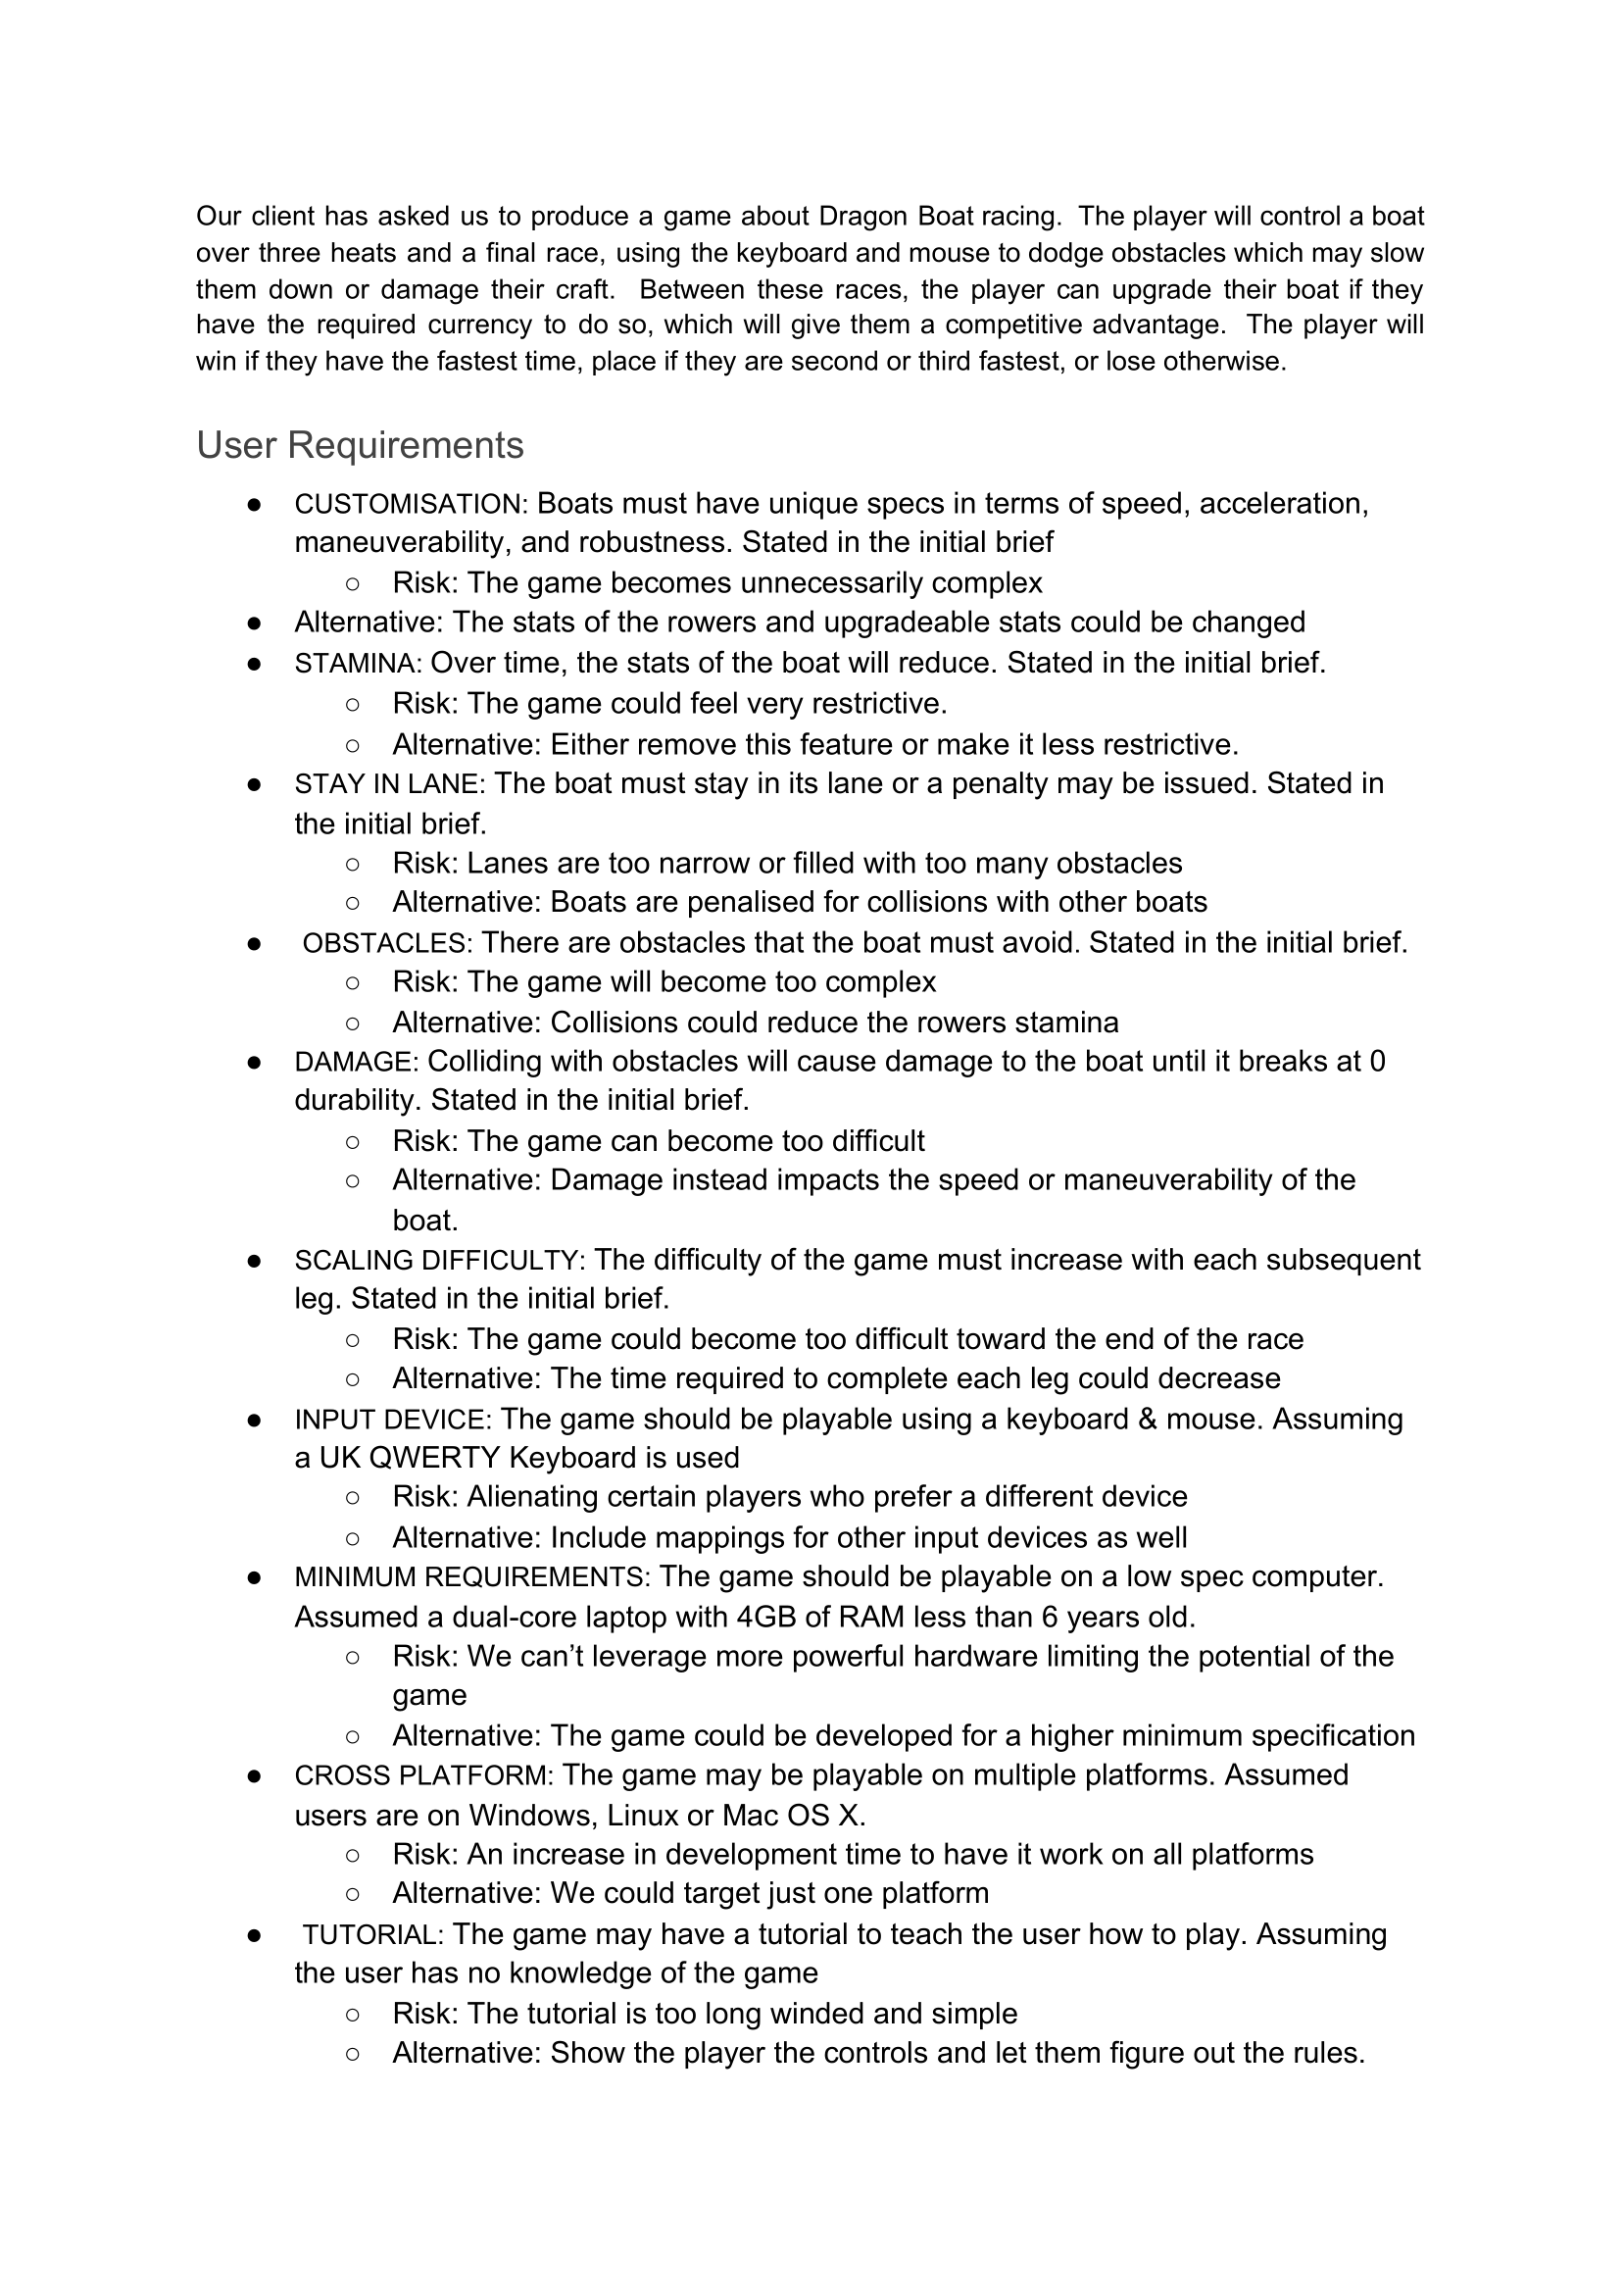 Our client has asked us to produce a game about Dragon Boat racing.  The player will control a boat
over three heats and a final race, using the keyboard and mouse to dodge obstacles which may slow
them down or damage their craft.  Between these races, the player can upgrade their boat if they
have the required currency to do so, which will give them a competitive advantage.  The player will
win if they have the fastest time, place if they are second or third fastest, or lose otherwise.
User Requirements
● CUSTOMISATION: Boats must have unique specs in terms of speed, acceleration,
maneuverability, and robustness. Stated in the initial brief
○ Risk: The game becomes unnecessarily complex
● Alternative: The stats of the rowers and upgradeable stats could be changed
● STAMINA: Over time, the stats of the boat will reduce. Stated in the initial brief.
○ Risk: The game could feel very restrictive.
○ Alternative: Either remove this feature or make it less restrictive.
● STAY IN LANE: The boat must stay in its lane or a penalty may be issued. Stated in
the initial brief.
○ Risk: Lanes are too narrow or filled with too many obstacles
○ Alternative: Boats are penalised for collisions with other boats
● OBSTACLES: There are obstacles that the boat must avoid. Stated in the initial brief.
○ Risk: The game will become too complex
○ Alternative: Collisions could reduce the rowers stamina
● DAMAGE: Colliding with obstacles will cause damage to the boat until it breaks at 0
durability. Stated in the initial brief.
○ Risk: The game can become too difficult
○ Alternative: Damage instead impacts the speed or maneuverability of the
boat.
● SCALING DIFFICULTY: The difficulty of the game must increase with each subsequent
leg. Stated in the initial brief.
○ Risk: The game could become too difficult toward the end of the race
○ Alternative: The time required to complete each leg could decrease
● INPUT DEVICE: The game should be playable using a keyboard & mouse. Assuming
a UK QWERTY Keyboard is used
○ Risk: Alienating certain players who prefer a different device
○ Alternative: Include mappings for other input devices as well
● MINIMUM REQUIREMENTS: The game should be playable on a low spec computer.
Assumed a dual-core laptop with 4GB of RAM less than 6 years old.
○ Risk: We can’t leverage more powerful hardware limiting the potential of the
game
○ Alternative: The game could be developed for a higher minimum specification
● CROSS PLATFORM: The game may be playable on multiple platforms. Assumed
users are on Windows, Linux or Mac OS X.
○ Risk: An increase in development time to have it work on all platforms
○ Alternative: We could target just one platform
● TUTORIAL: The game may have a tutorial to teach the user how to play. Assuming
the user has no knowledge of the game
○ Risk: The tutorial is too long winded and simple
○ Alternative: Show the player the controls and let them figure out the rules.